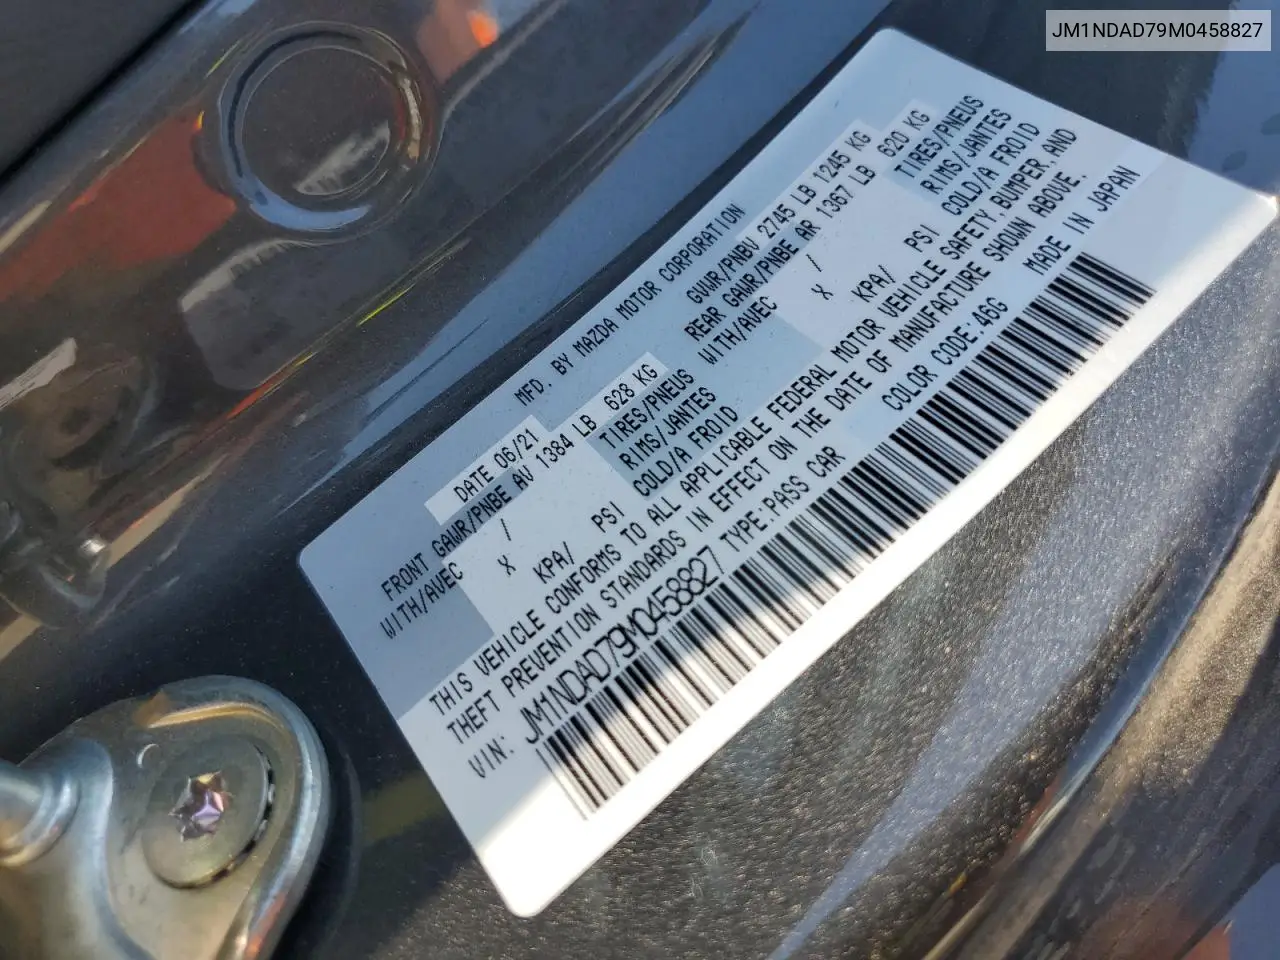 JM1NDAD79M0458827
MFD. BY MAZDA MOTOR CORPORATION
DATE 06/21 GVWR/PNBV 2745 LB 1245 KG
FRONT GAWR/PNBE AV 1384 LB 628 KG REAR GAWR/PNBE AR 1367 LB 620 KG
WITH/AVEC / TIRES/PNEUS WITH/AVEC / TIRES/PNEUS
X RIMS/JANTES X RIMS/JANTES
KPA/ PSI COLD/A FROID KPA/ PSI COLD/A FROID
THIS VEHICLE CONFORMS TO ALL APPLICABLE FEDERAL MOTOR VEHICLE SAFETY, BUMPER, AND
THEFT PREVENTION STANDARDS IN EFFECT ON THE DATE OF MANUFACTURE SHOWN ABOVE.
VIN: JM1NDAD79M0458827 TYPE: PASS CAR COLOR CODE: 46G MADE IN JAPAN